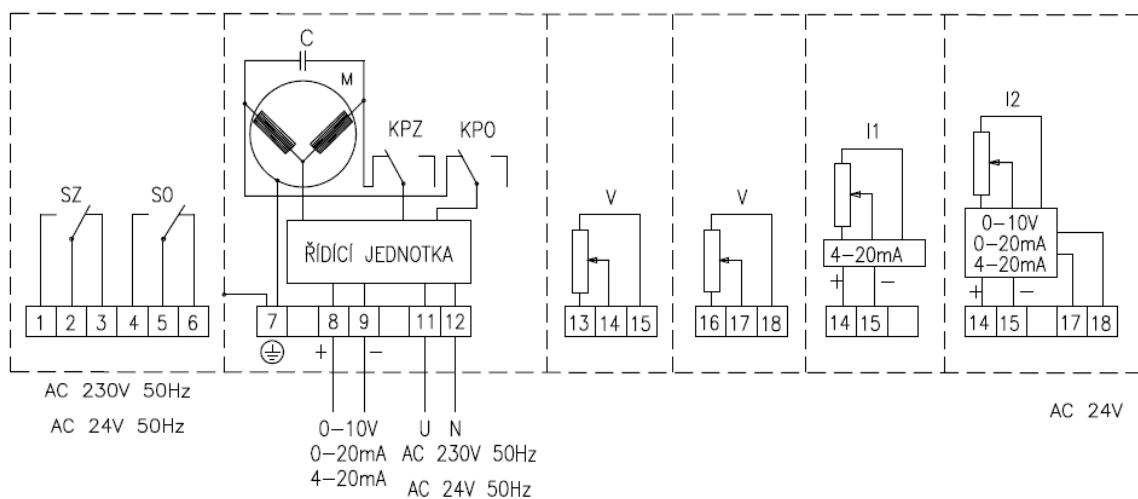 C
M
KPZ KPO
SZ SO
ŘÍDÍCÍ JEDNOTKA
1 2 3 4 5 6
7 8 9 11 12
+ −
0−10V
0−20mA
4−20mA
U N
AC 230V 50Hz
AC 24V 50Hz
AC 230V 50Hz
AC 24V 50Hz
V
13 14 15
V
16 17 18
I1
4−20mA
+ −
14 15
I2
0−10V
0−20mA
4−20mA
+ −
14 15 17 18
AC 24V